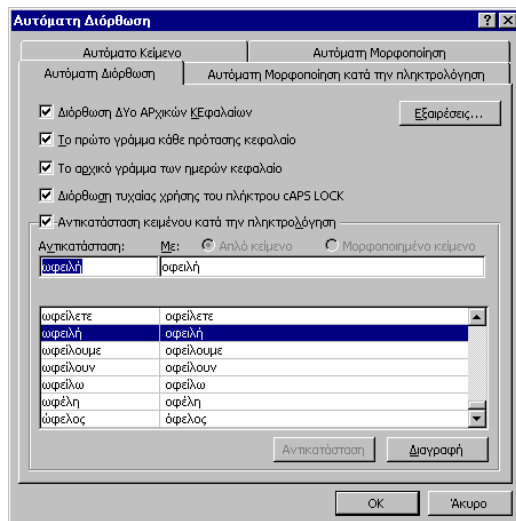 Αυτόματη Διόρθωση
Αυτόματο Κείμενο Αυτόματη Μορφοποίηση
Αυτόματη Διόρθωση Αυτόματη Μορφοποίηση κατά την πληκτρολόγηση
Διόρθωση ΔΥο ΑΡχικών ΚΕφαλαίων Εξαιρέσεις...
Το πρώτο γράμμα κάθε πρότασης κεφαλαίο
Το αρχικό γράμμα των ημερών κεφαλαίο
Διόρθωση τυχαίας χρήσης του πλήκτρου cAPS LOCK
Αντικατάσταση κειμένου κατά την πληκτρολόγηση
Αντικατάσταση: Με: Απλό κείμενο Μορφοποιημένο κείμενο
ωφειλή οφειλή
ωφείλετε οφείλετε
ωφειλή οφειλή
ωφείλουμε οφείλουμε
ωφείλουν οφείλουν
ωφείλω οφείλω
ωφέλη οφέλη
ώφελος όφελος
Αντικατάσταση Διαγραφή
OK Άκυρο